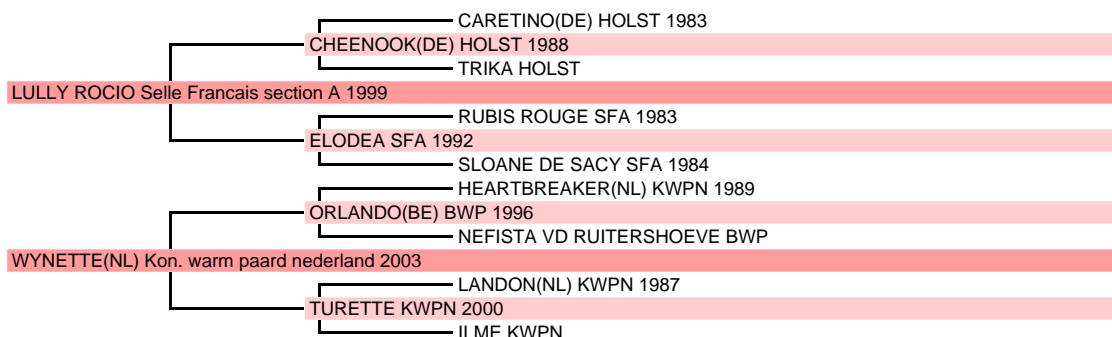 CARETINO(DE) HOLST 1983
CHEENOOK(DE) HOLST 1988
TRIKA HOLST
LULLY ROCIO Selle Francais section A 1999
RUBIS ROUGE SFA 1983
ELODEA SFA 1992
SLOANE DE SACY SFA 1984
HEARTBREAKER(NL) KWPN 1989
ORLANDO(BE) BWP 1996
NEFISTA VD RUITERSHOEVE BWP
WYNETTE(NL) Kon. warm paard nederland 2003
LANDON(NL) KWPN 1987
TURETTE KWPN 2000
ILME KWPN